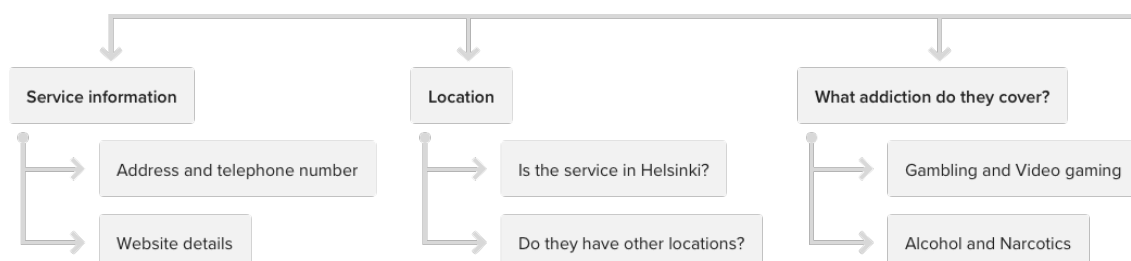 Service information
Address and telephone number
Website details
Location
Is the service in Helsinki?
Do they have other locations?
What addiction do they cover?
Gambling and Video gaming
Alcohol and Narcotics